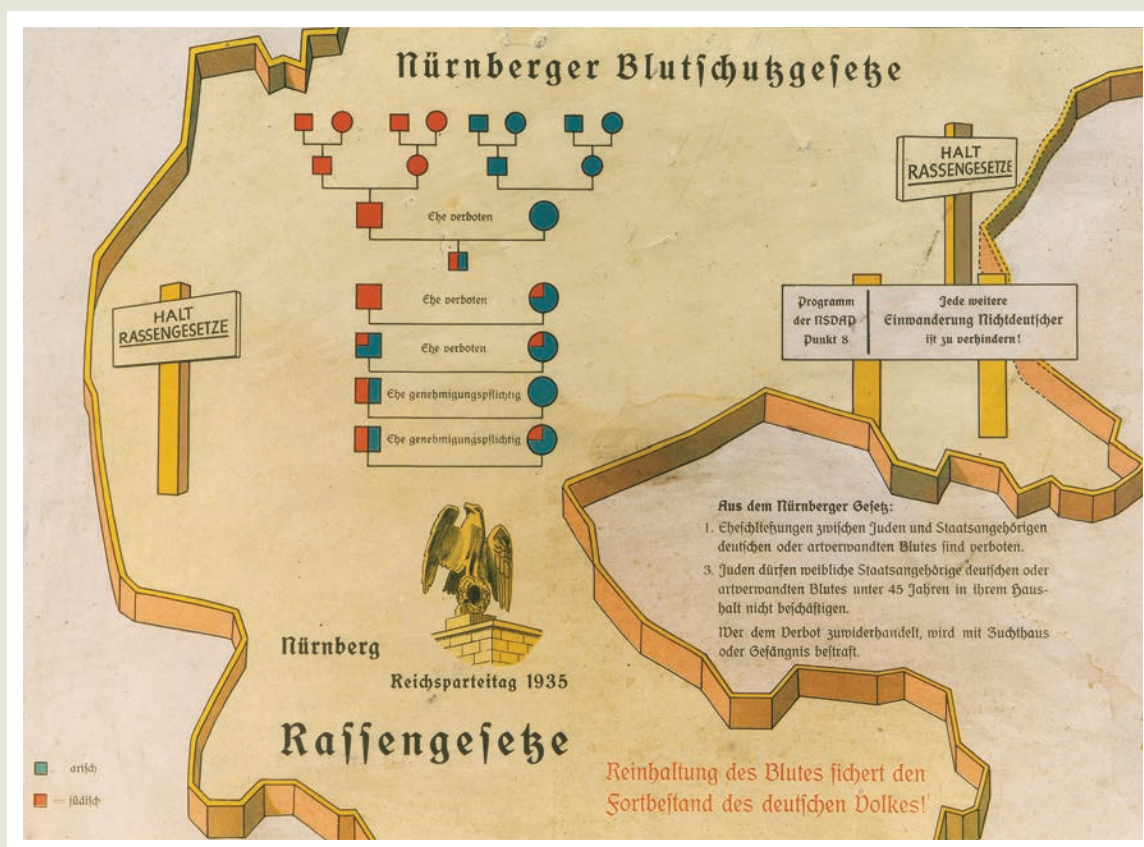 Nürnberger Blutschutzgesetze
HALT
RASSENGESETZE
Ehe verboten
Ehe verboten
Ehe verboten
Ehe genehmigungspflichtig
Ehe genehmigungspflichtig
HALT
RASSENGESETZE
Programm
der NSDAP
Punkt 8
Jede weitere
Einwanderung Nichtdeutscher
ist zu verhindern!
Aus dem Nürnberger Gesetz:
1. Eheschließungen zwischen Juden und Staatsangehörigen
deutschen oder artverwandten Blutes sind verboten.
3. Juden dürfen weibliche Staatsangehörige deutschen oder
artverwandten Blutes unter 45 Jahren in ihrem Haus-
halt nicht beschäftigen.
Wer dem Verbot zuwiderhandelt, wird mit Zuchthaus
oder Gefängnis bestraft.
Nürnberg
Reichsparteitag 1935
Rassengesetze
arisch
= jüdisch
Reinhaltung des Blutes sichert den
Fortbestand des deutschen Volkes!